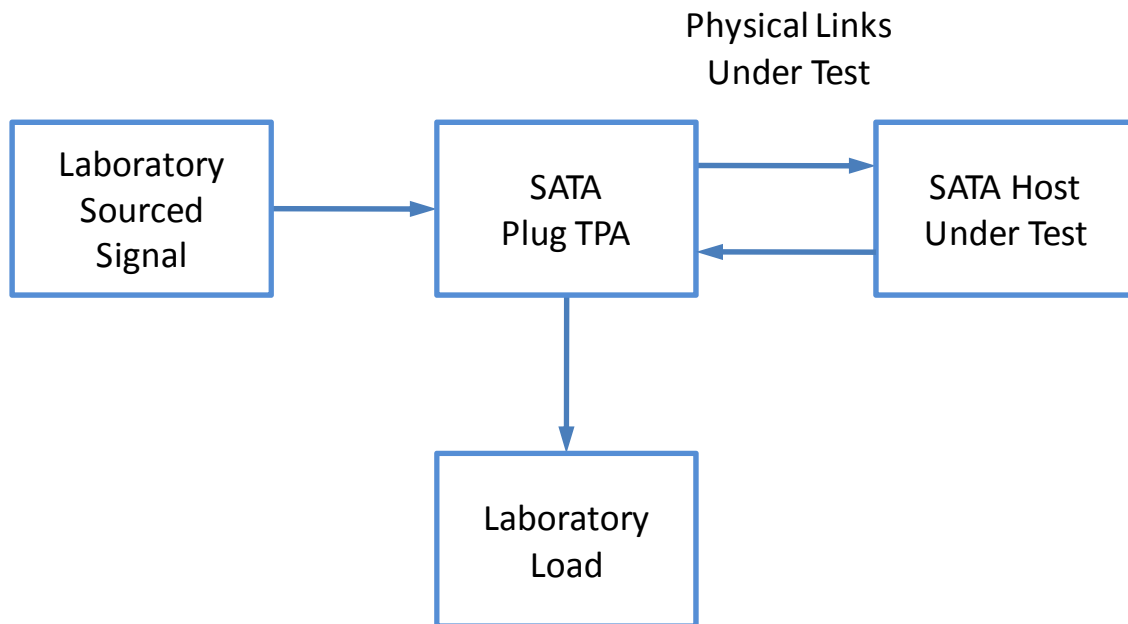 Physical Links
Under Test
Laboratory
Sourced
Signal
SATA
Plug TPA
SATA Host
Under Test
Laboratory
Load